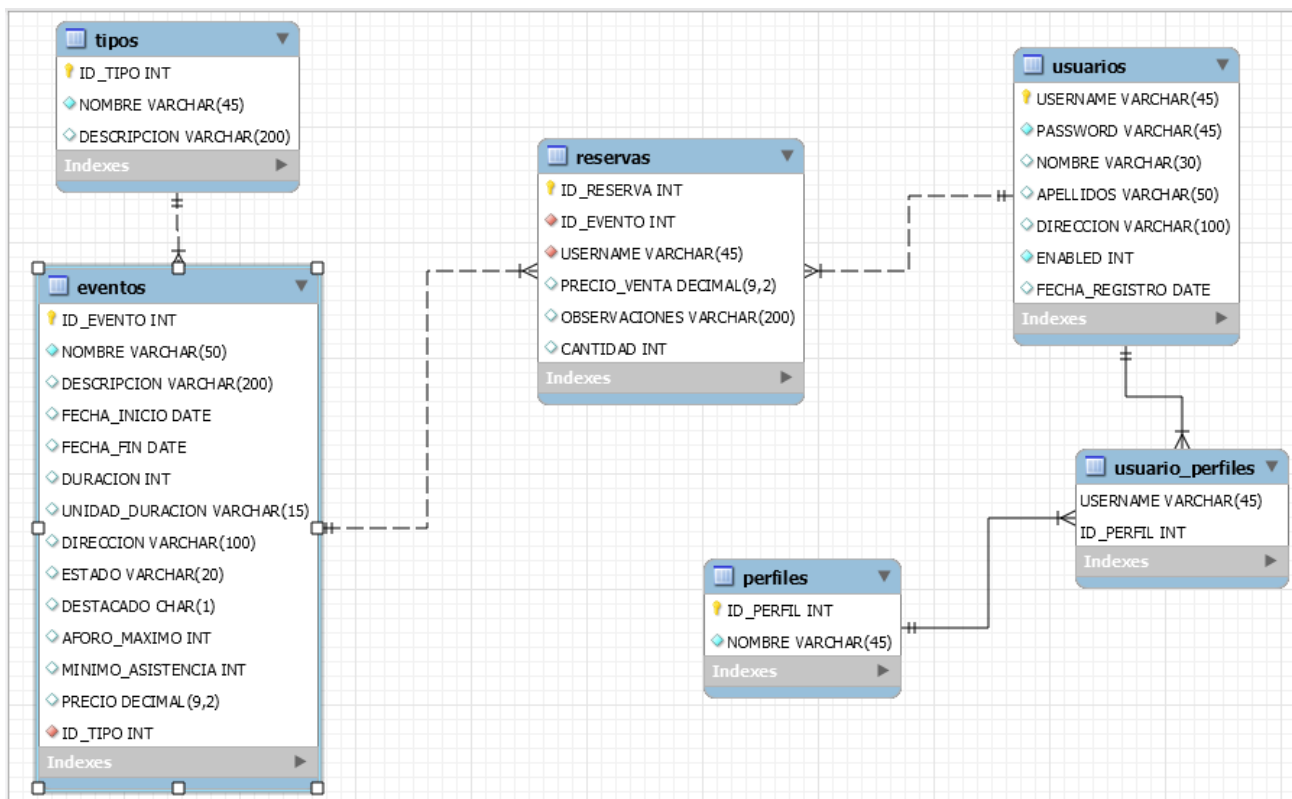 tipos
ID_TIPO INT
NOMBRE VARCHAR(45)
DESCRIPCION VARCHAR(200)
Indexes
eventos
ID_EVENTO INT
NOMBRE VARCHAR(50)
DESCRIPCION VARCHAR(200)
FECHA_INICIO DATE
FECHA_FIN DATE
DURACION INT
UNIDAD_DURACION VARCHAR(15)
DIRECCION VARCHAR(100)
ESTADO VARCHAR(20)
DESTACADO CHAR(1)
AFORO_MAXIMO INT
MINIMO_ASISTENCIA INT
PRECIO DECIMAL(9,2)
ID_TIPO INT
Indexes
reservas
ID_RESERVA INT
ID_EVENTO INT
USERNAME VARCHAR(45)
PRECIO_VENTA DECIMAL(9,2)
OBSERVACIONES VARCHAR(200)
CANTIDAD INT
Indexes
usuarios
USERNAME VARCHAR(45)
PASSWORD VARCHAR(45)
NOMBRE VARCHAR(30)
APELLIDOS VARCHAR(50)
DIRECCION VARCHAR(100)
ENABLED INT
FECHA_REGISTRO DATE
Indexes
usuario_perfiles
USERNAME VARCHAR(45)
ID_PERFIL INT
Indexes
perfiles
ID_PERFIL INT
NOMBRE VARCHAR(45)
Indexes